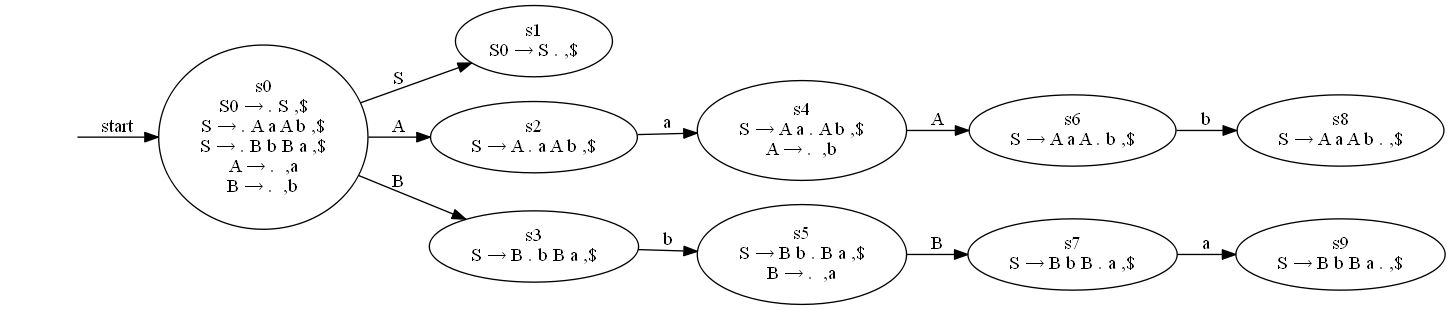 start
s0
S0 → . S ,$
S → . A a A b ,$
S → . B b B a ,$
A → .  ,a
B → .  ,b
S
A
B
s1
S0 → S . ,$
s2
S → A . a A b ,$
s3
S → B . b B a ,$
a
b
s4
S → A a . A b ,$
A → .  ,b
s5
S → B b . B a ,$
B → .  ,a
A
B
s6
S → A a A . b ,$
s7
S → B b B . a ,$
b
a
s8
S → A a A b . ,$
s9
S → B b B a . ,$